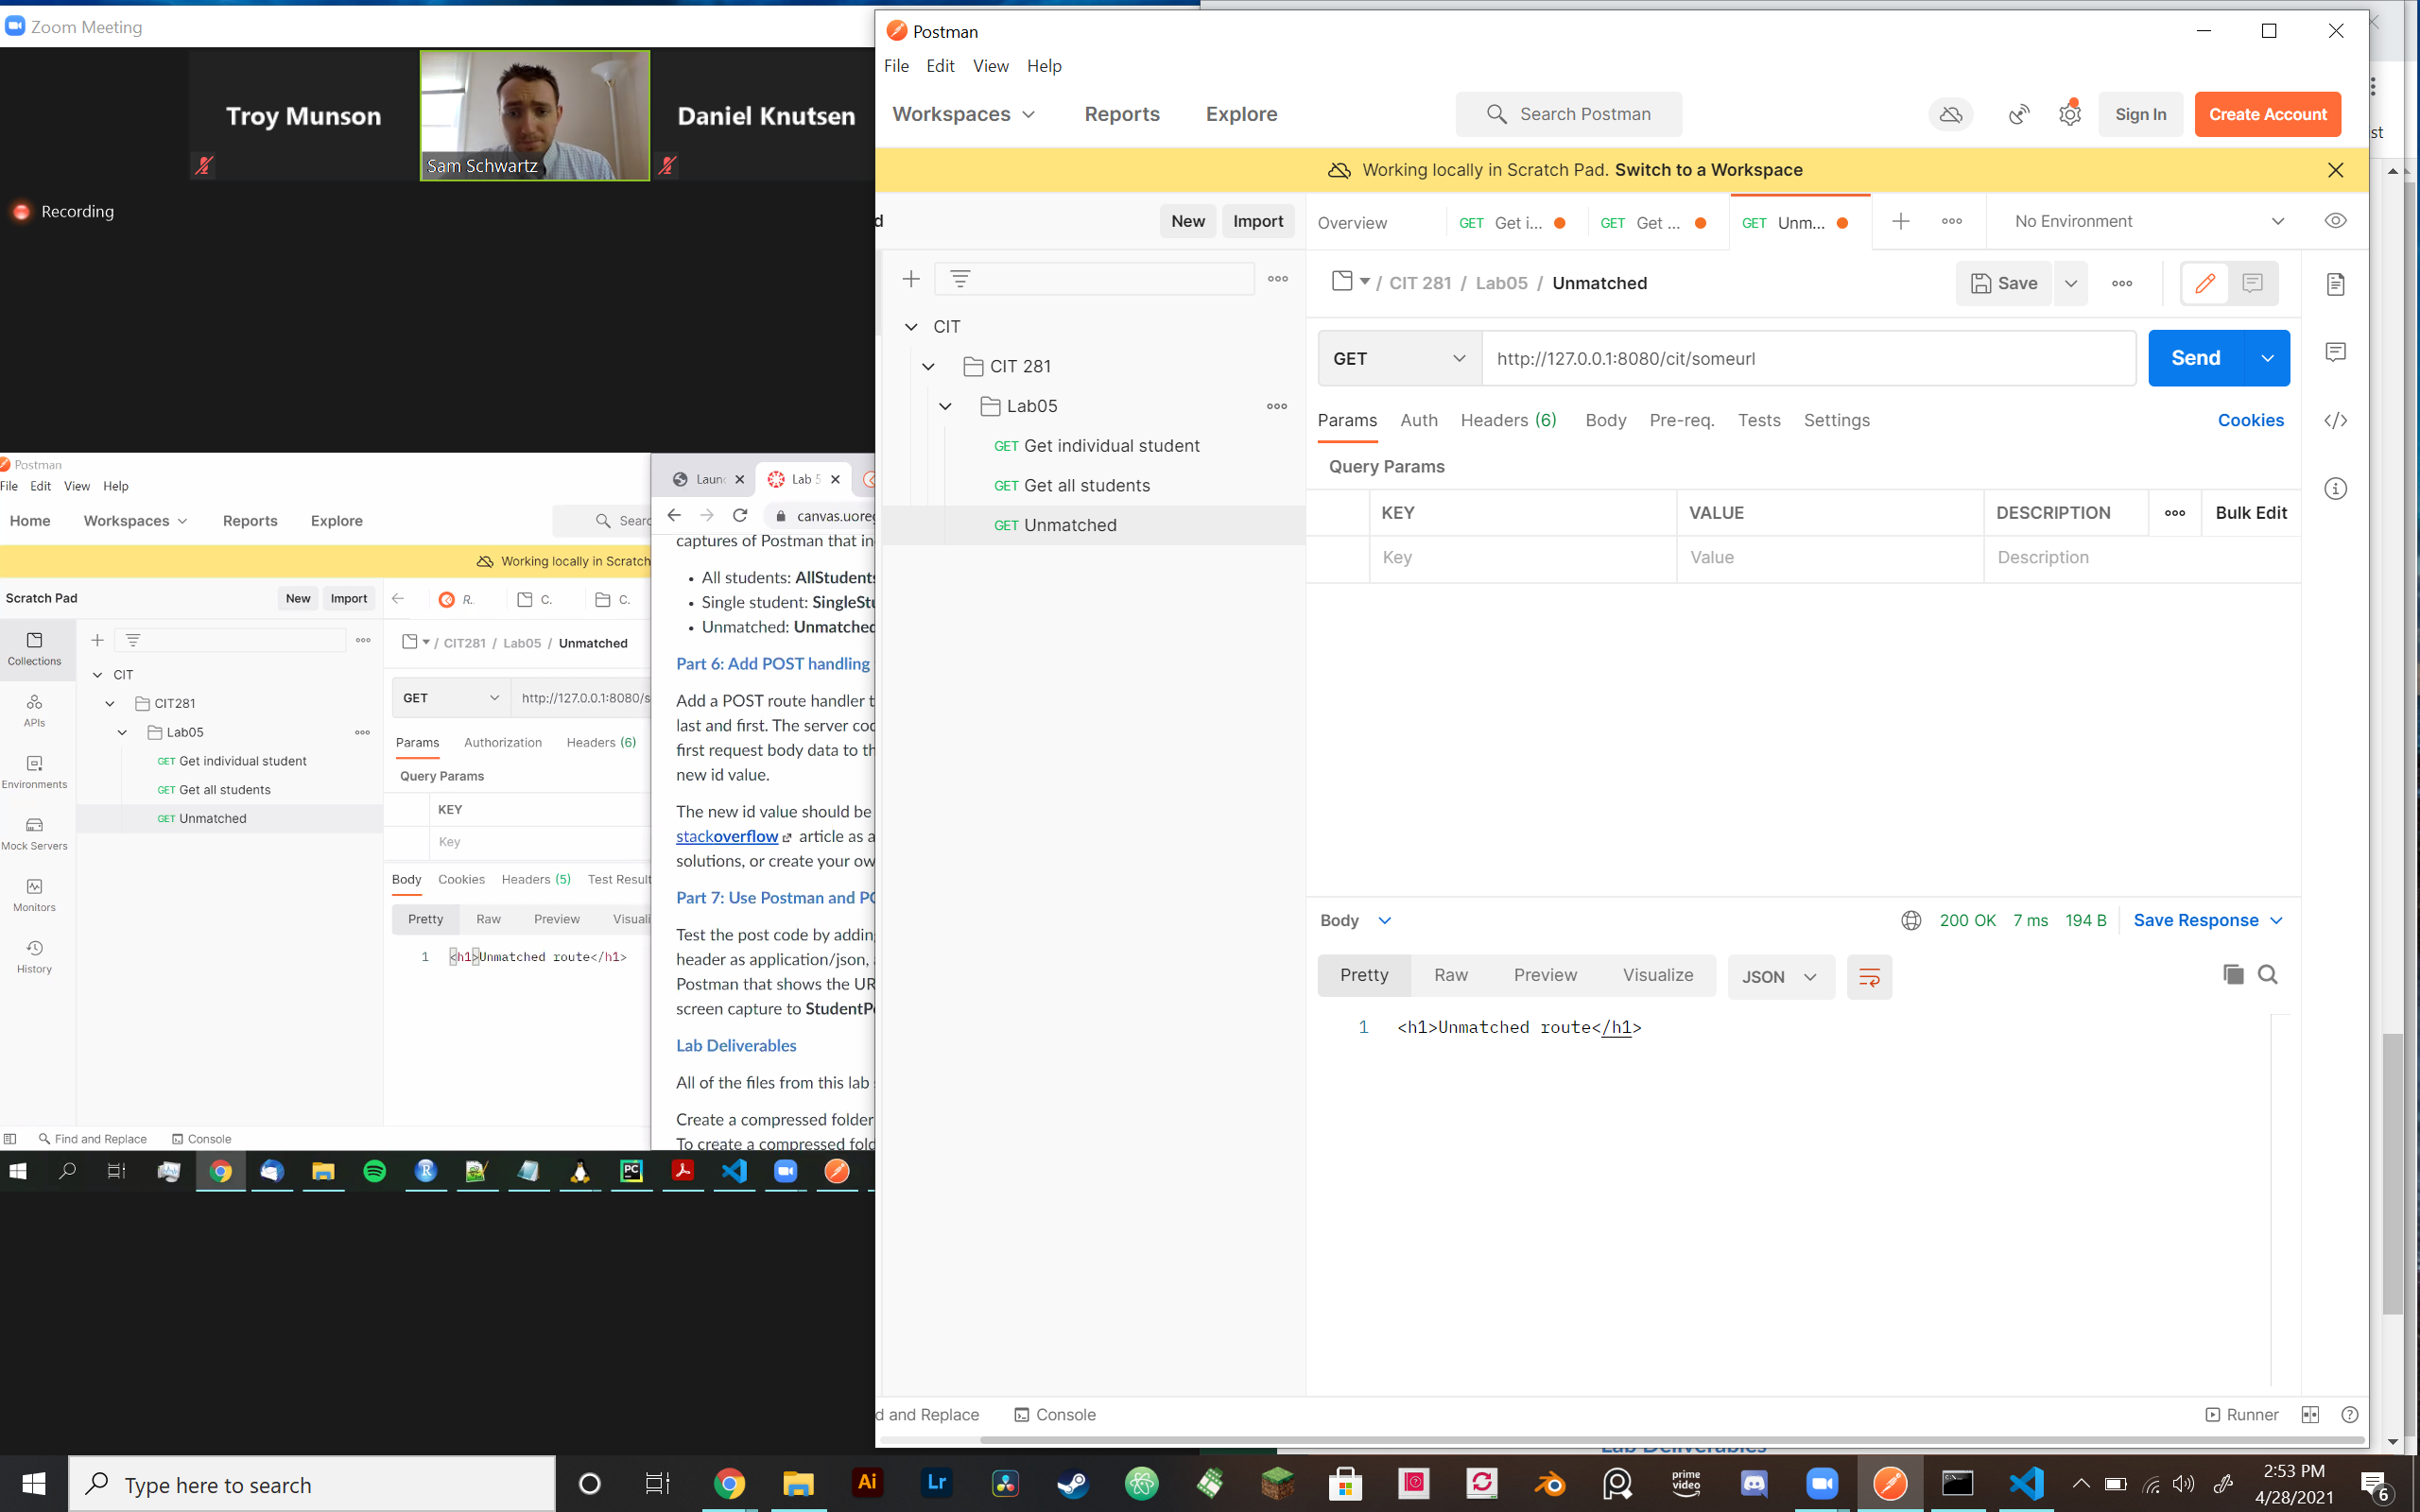 Zoom Meeting
Troy Munson
Sam Schwartz
Daniel Knutsen
Recording
Postman
File Edit View Help
Home Workspaces Reports Explore
Working locally in Scratch
Scratch Pad New Import
R. C. C.
Collections
APIs
Environments
Mock Servers
Monitors
History
CIT
CIT281
Lab05
GET Get individual student
GET Get all students
GET Unmatched
/ CIT281 / Lab05 / Unmatched
GET http://127.0.0.1:8080/s
Params Authorization Headers (6)
Query Params
KEY
Key
Body Cookies Headers (5) Test Result
Pretty Raw Preview Visuali
1 <h1>Unmatched route</h1>
Find and Replace Console
Lab 5
canvas.uoreg
captures of Postman that in
• All students: AllStudents
• Single student: SingleStu
• Unmatched: Unmatched
Part 6: Add POST handling
Add a POST route handler t
last and first. The server cod
first request body data to th
new id value.
The new id value should be
stackoverflow article as a
solutions, or create your ow
Part 7: Use Postman and PO
Test the post code by adding
header as application/json,
Postman that shows the UR
screen capture to StudentPo
Lab Deliverables
All of the files from this lab
Create a compressed folder
To create a compressed fold
Postman
File Edit View Help
Workspaces Reports Explore Search Postman Sign In Create Account
Working locally in Scratch Pad. Switch to a Workspace
d New Import
Overview GET Get i... GET Get ... GET Unm... No Environment
CIT
CIT 281
Lab05
GET Get individual student
GET Get all students
GET Unmatched
/ CIT 281 / Lab05 / Unmatched Save
GET http://127.0.0.1:8080/cit/someurl Send
Params Auth Headers (6) Body Pre-req. Tests Settings Cookies
Query Params
KEY VALUE DESCRIPTION Bulk Edit
Key Value Description
Body 200 OK 7 ms 194 B Save Response
Pretty Raw Preview Visualize JSON
1 <h1>Unmatched route</h1>
d and Replace Console Runner
st
Type here to search
Ai
Lr
prime video
2:53 PM
4/28/2021
6